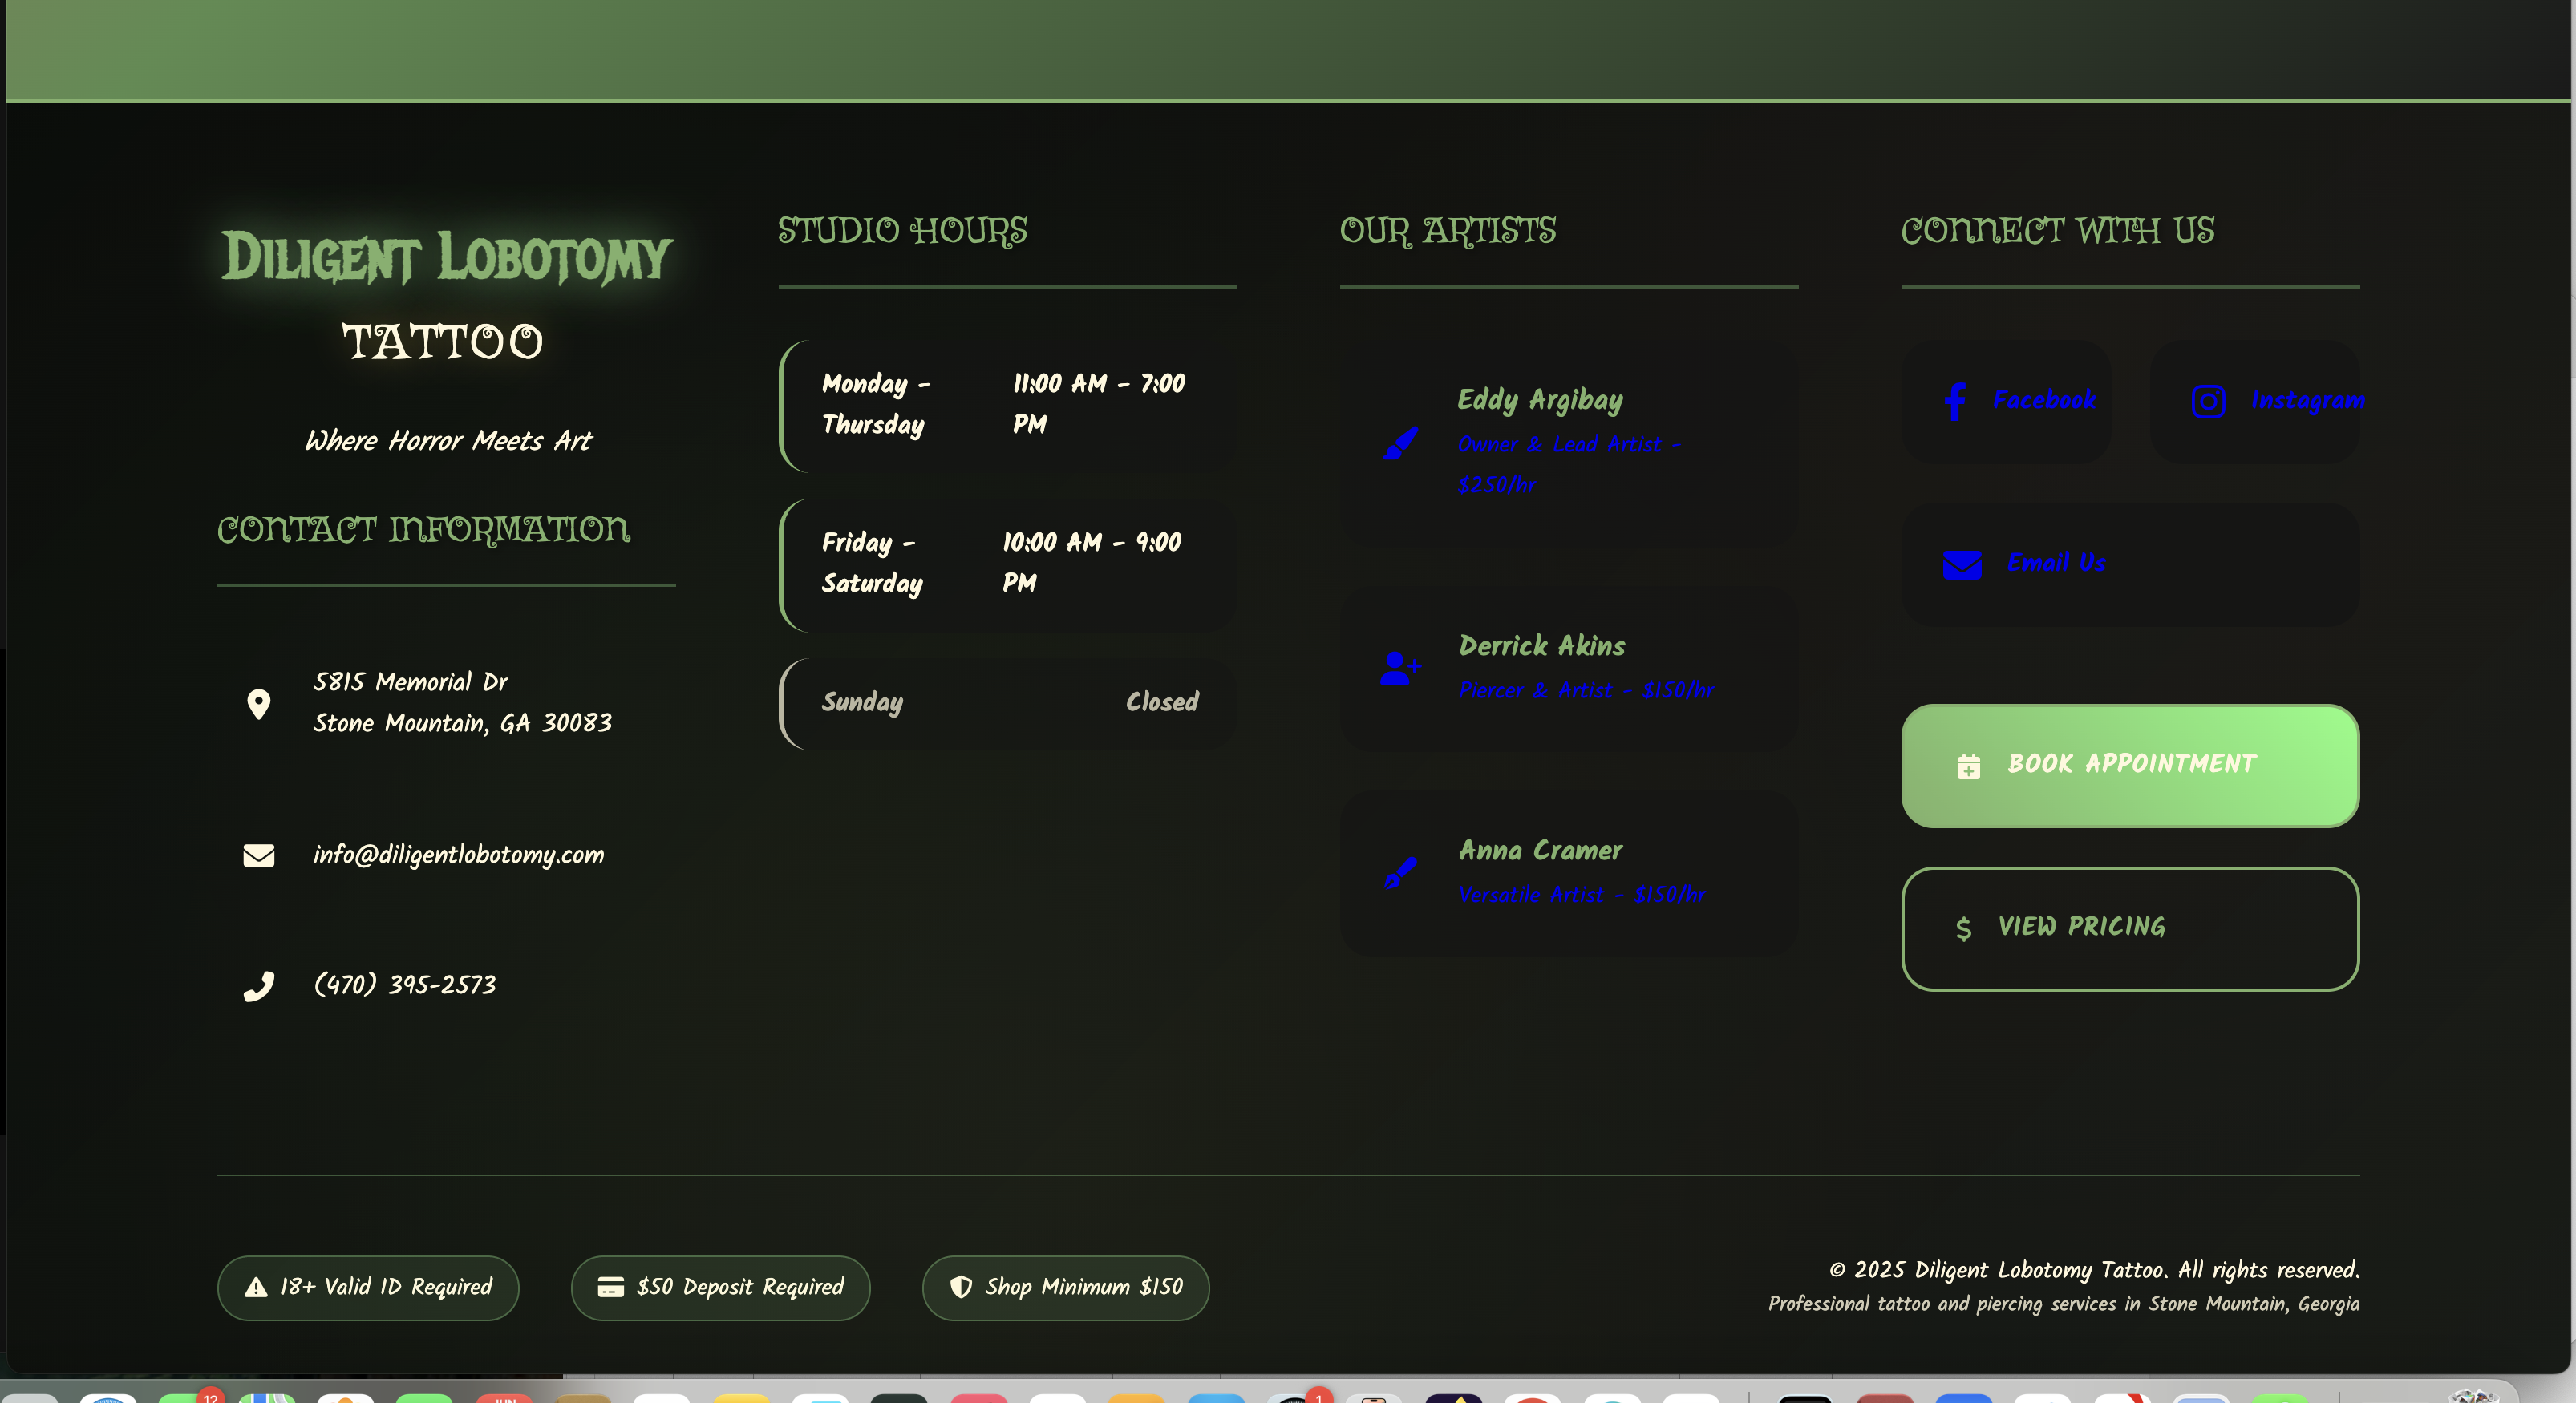 Diligent Lobotomy
TATTOO
Where Horror Meets Art
CONTACT INFORMATION
5815 Memorial Dr
Stone Mountain, GA 30083
info@diligentlobotomy.com
(470) 395-2573
STUDIO HOURS
Monday -
Thursday
11:00 AM - 7:00
PM
Friday -
Saturday
10:00 AM - 9:00
PM
Sunday
Closed
OUR ARTISTS
Eddy Argibay
Owner & Lead Artist -
$250/hr
Derrick Akins
Piercer & Artist - $150/hr
Anna Cramer
Versatile Artist - $150/hr
CONNECT WITH US
Facebook
Instagram
Email Us
BOOK APPOINTMENT
$ VIEW PRICING
18+ Valid ID Required
$50 Deposit Required
Shop Minimum $150
© 2025 Diligent Lobotomy Tattoo. All rights reserved.
Professional tattoo and piercing services in Stone Mountain, Georgia
12
JUN
1